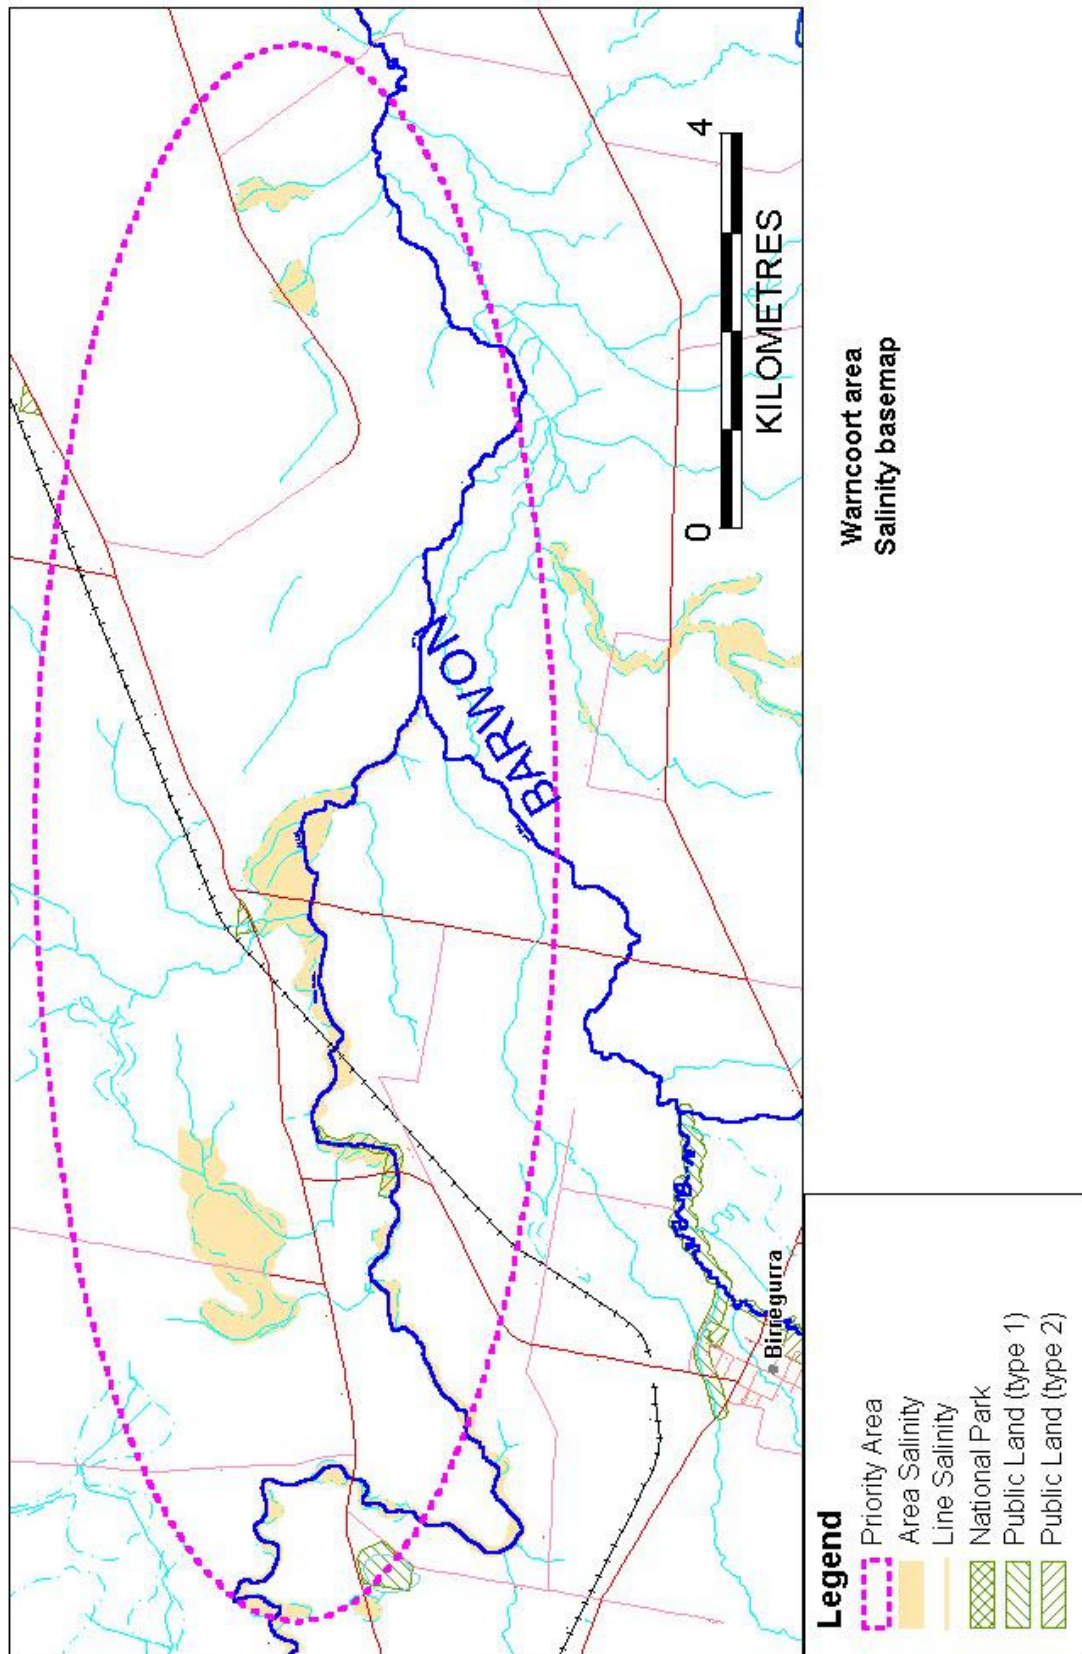 BARWON
Birregurra
0 4
KILOMETRES
Warncoort area
Salinity basemap
Legend
Priority Area
Area Salinity
Line Salinity
National Park
Public Land (type 1)
Public Land (type 2)